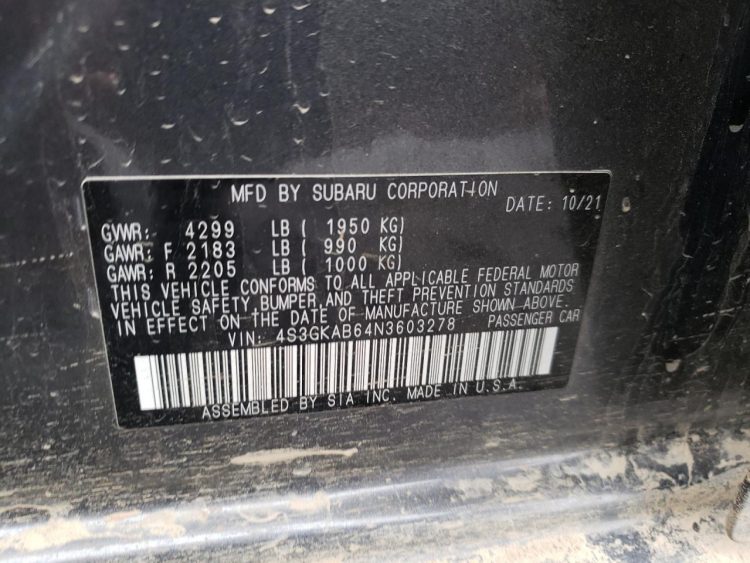 MFD BY SUBARU CORPORATION DATE: 10/21
GVWR: 4299 LB ( 1950 KG)
GAWR: F 2183 LB ( 990 KG)
GAWR: R 2205 LB ( 1000 KG)
THIS VEHICLE CONFORMS TO ALL APPLICABLE FEDERAL MOTOR
VEHICLE SAFETY, BUMPER, AND THEFT PREVENTION STANDARDS
IN EFFECT ON THE DATE OF MANUFACTURE SHOWN ABOVE.
VIN: 4S3GKAB64N3603278 PASSENGER CAR
ASSEMBLED BY SIA INC. MADE IN U.S.A.